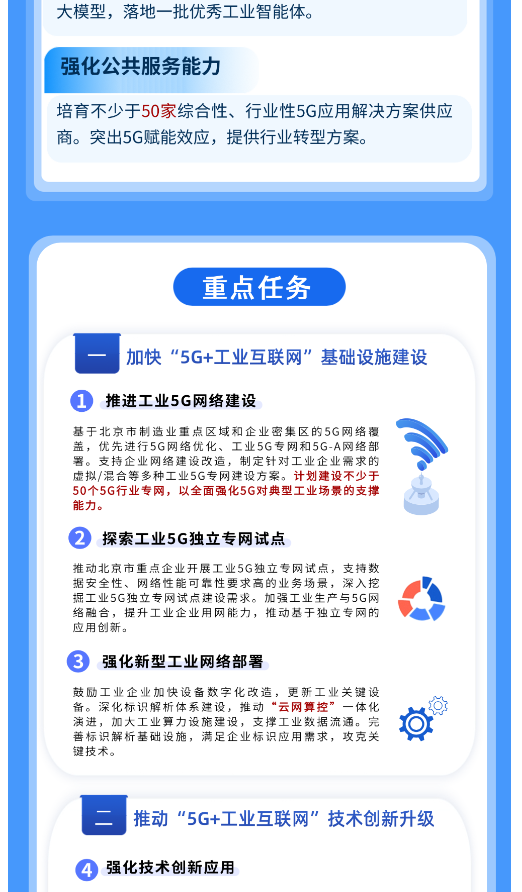 大模型，落地一批优秀工业智能体。
强化公共服务能力
培育不少于50家综合性、行业性5G应用解决方案供应
商。突出5G赋能效应，提供行业转型方案。
重点任务
一 加快“5G+工业互联网”基础设施建设
1 推进工业5G网络建设
基于北京市制造业重点区域和企业密集区的5G网络覆
盖，优先进行5G网络优化、工业5G专网和5G-A网络部
署。支持企业网络建设改造，制定针对工业企业需求的
虚拟/混合等多种工业5G专网建设方案。计划建设不少于
50个5G行业专网，以全面强化5G对典型工业场景的支撑
能力。
2 探索工业5G独立专网试点
推动北京市重点企业开展工业5G独立专网试点，支持数
据安全性、网络性能可靠性要求高的业务场景，深入挖
掘工业5G独立专网试点建设需求。加强工业生产与5G网
络融合，提升工业企业用网能力，推动基于独立专网的
应用创新。
3 强化新型工业网络部署
鼓励工业企业加快设备数字化改造，更新工业关键设
备。深化标识解析体系建设，推动“云网算控”一体化
演进，加大工业算力设施建设，支撑工业数据流通。完
善标识解析基础设施，满足企业标识应用需求，攻克关
键技术。
二 推动“5G+工业互联网”技术创新升级
4 强化技术创新应用